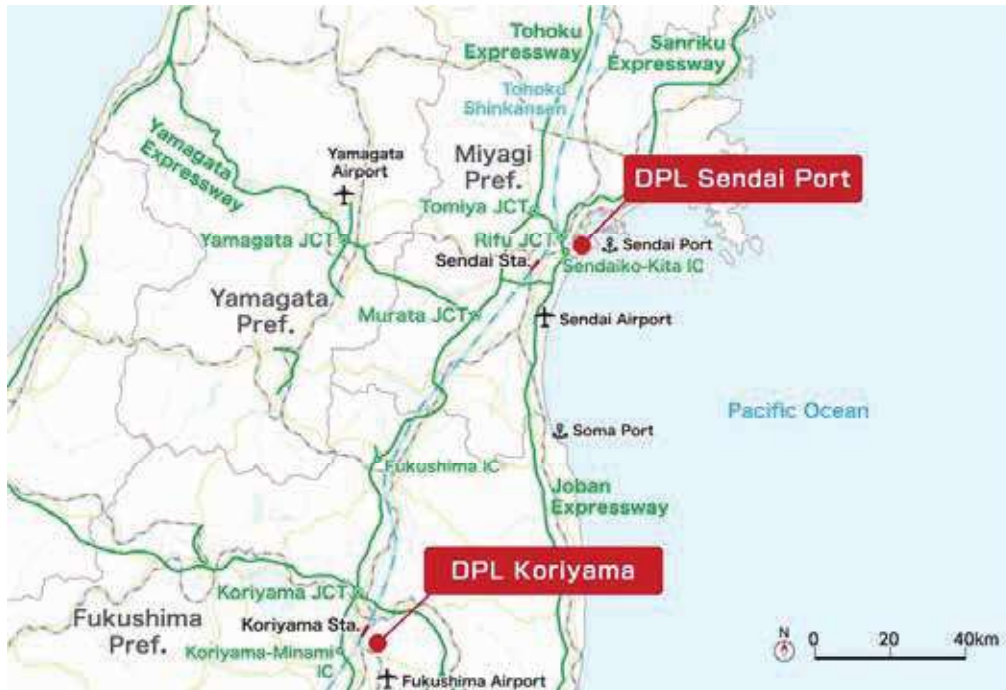 Tohoku
Expressway
Sanriku
Expressway
Tohoku
Shinkansen
Yamagata
Expressway
Yamagata
Airport
Miyagi
Pref.
DPL Sendai Port
Tomiya JCT
Yamagata JCT
Rifu JCT
Sendai Port
Sendai Sta.
Sendaiko-Kita IC
Yamagata
Pref.
Murata JCT
Sendai Airport
Pacific Ocean
Soma Port
Fukushima IC
Joban
Expressway
DPL Koriyama
Koriyama JCT
Fukushima
Pref.
Koriyama Sta.
Koriyama-Minami
IC
Fukushima Airport
N
0 20 40km